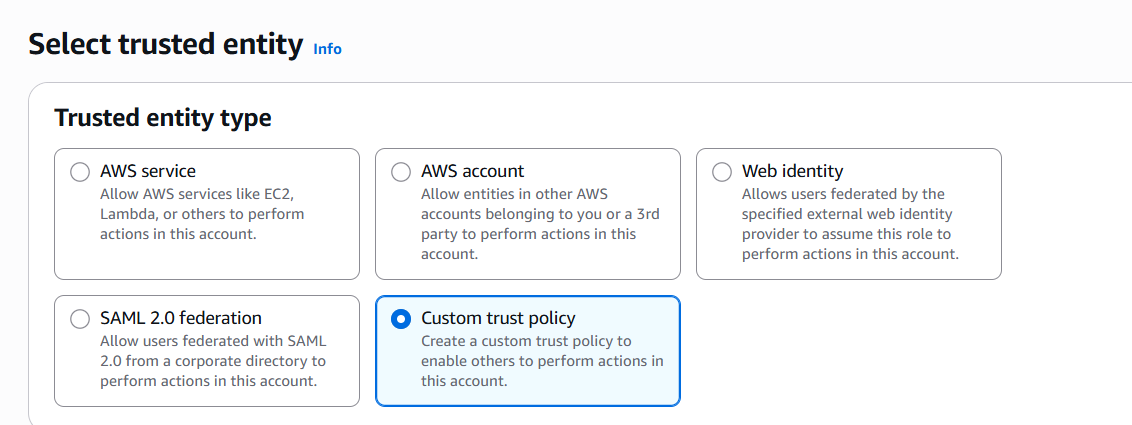 Select trusted entity Info
Trusted entity type
AWS service
Allow AWS services like EC2,
Lambda, or others to perform
actions in this account.
AWS account
Allow entities in other AWS
accounts belonging to you or a 3rd
party to perform actions in this
account.
Web identity
Allows users federated by the
specified external web identity
provider to assume this role to
perform actions in this account.
SAML 2.0 federation
Allow users federated with SAML
2.0 from a corporate directory to
perform actions in this account.
Custom trust policy
Create a custom trust policy to
enable others to perform actions in
this account.